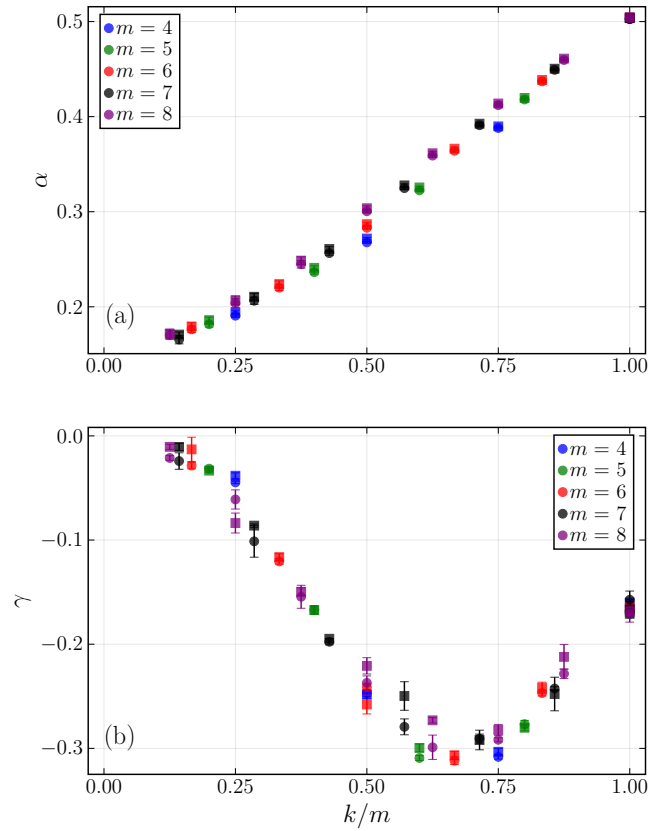 0.5
0.4
0.3
0.2
α
m = 4
m = 5
m = 6
m = 7
m = 8
(a)
0.00 0.25 0.50 0.75 1.00
0.0
−0.1
−0.2
−0.3
γ
m = 4
m = 5
m = 6
m = 7
m = 8
(b)
0.00 0.25 0.50 0.75 1.00
k/m